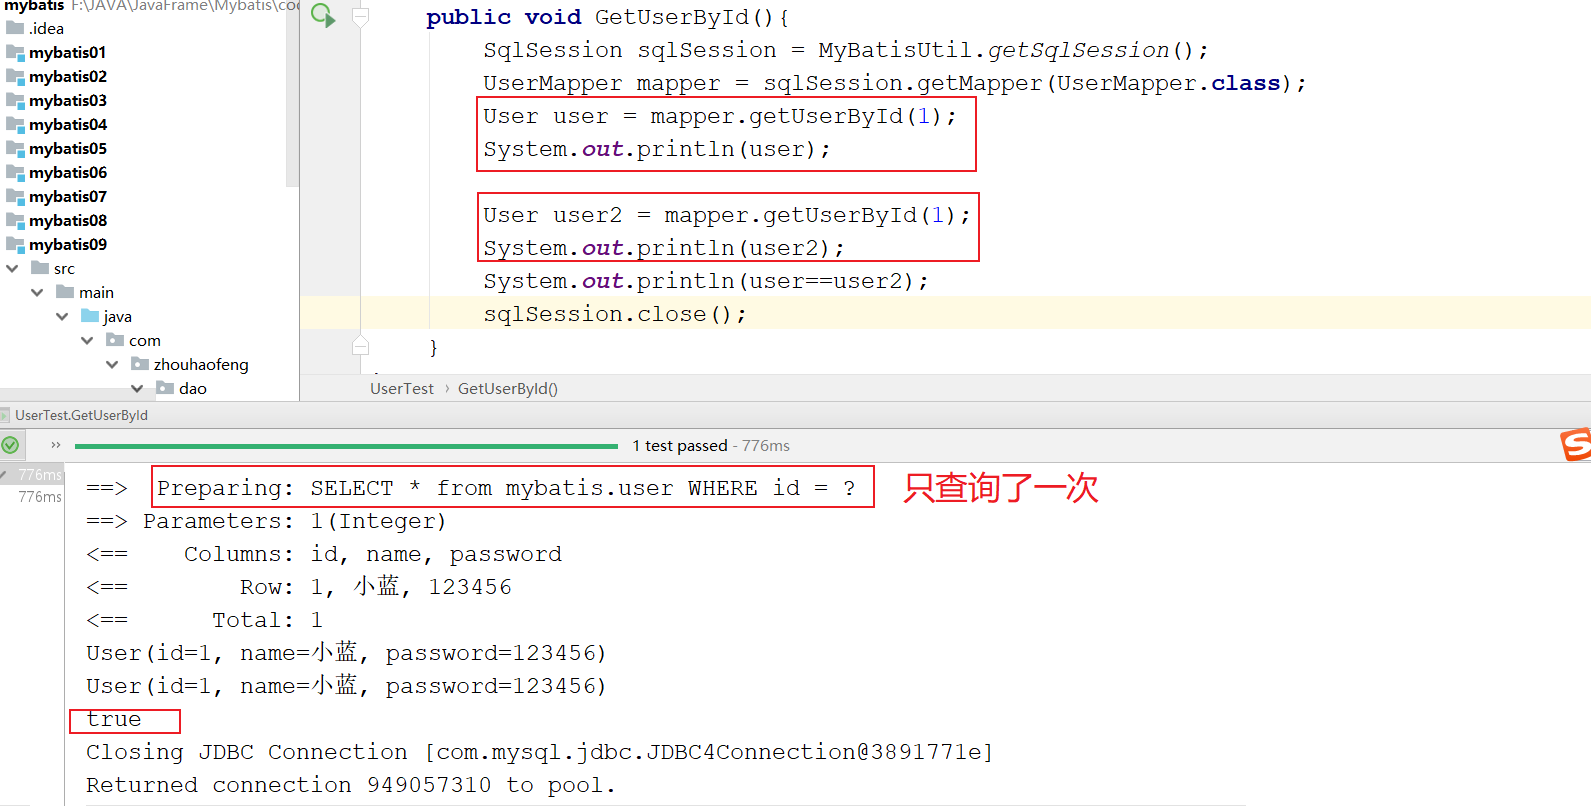 mybatis F:\JAVA\JavaFrame\Mybatis\co
.idea
mybatis01
mybatis02
mybatis03
mybatis04
mybatis05
mybatis06
mybatis07
mybatis08
mybatis09
src
main
java
com
zhouhaofeng
dao
public void GetUserById(){
SqlSession sqlSession = MyBatisUtil.getSqlSession();
UserMapper mapper = sqlSession.getMapper(UserMapper.class);
User user = mapper.getUserById(1);
System.out.println(user);
User user2 = mapper.getUserById(1);
System.out.println(user2);
System.out.println(user==user2);
sqlSession.close();
}
UserTest › GetUserById()
UserTest.GetUserById
» 1 test passed - 776ms
776ms
776ms
==> Preparing: SELECT * from mybatis.user WHERE id = ? 只查询了一次
==> Parameters: 1(Integer)
<== Columns: id, name, password
<== Row: 1, 小蓝, 123456
<== Total: 1
User(id=1, name=小蓝, password=123456)
User(id=1, name=小蓝, password=123456)
true
Closing JDBC Connection [com.mysql.jdbc.JDBC4Connection@3891771e]
Returned connection 949057310 to pool.